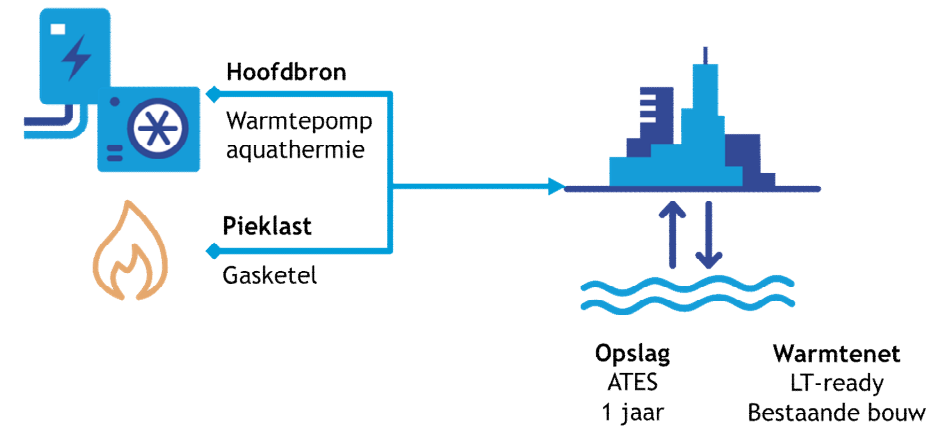 Hoofdbron
Warmtepomp
aquathermie
Pieklast
Gasketel
Opslag
ATES
1 jaar
Warmtenet
LT-ready
Bestaande bouw